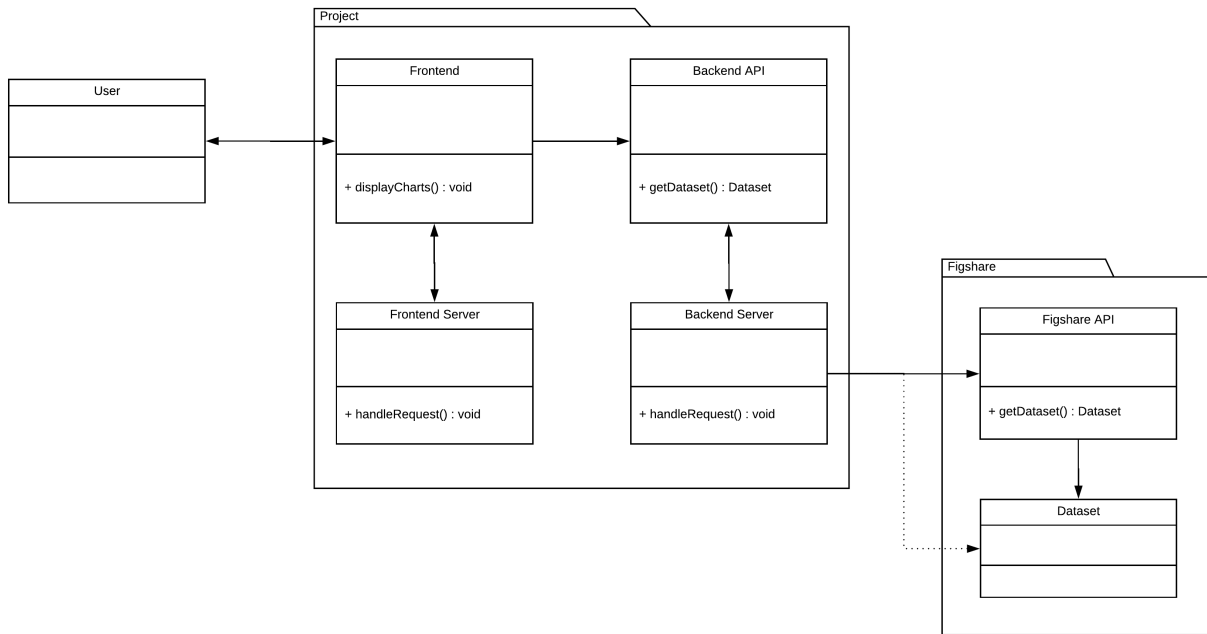 Project
User
Frontend
+ displayCharts() : void
Backend API
+ getDataset() : Dataset
Frontend Server
+ handleRequest() : void
Backend Server
+ handleRequest() : void
Figshare
Figshare API
+ getDataset() : Dataset
Dataset